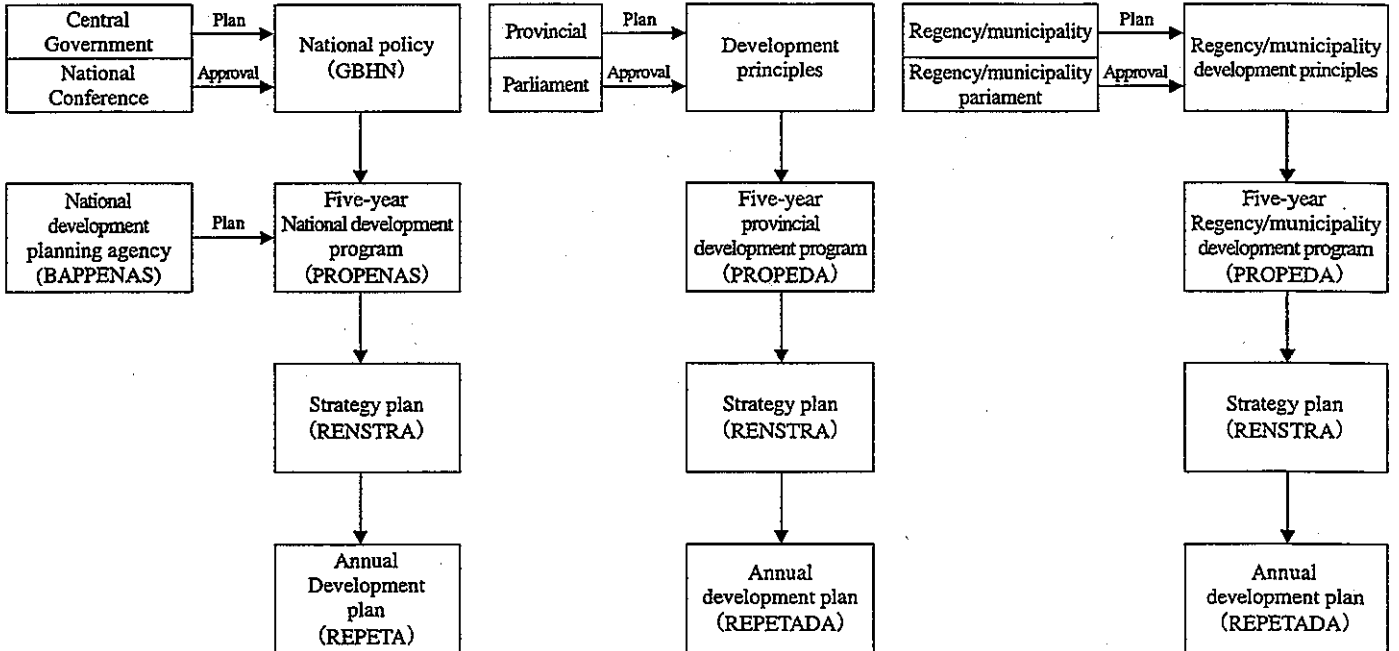 Central
Government
Plan
National policy
(GBHN)
National
Conference
Approval
Provincial
Plan
Development
principles
Parliament
Approval
Regency/municipality
Plan
Regency/municipality
development principles
Regency/municipality
pariament
Approval
National
development
planning agency
(BAPPENAS)
Plan
Five-year
National development
program
(PROPENAS)
Five-year
provincial
development program
(PROPEDA)
Five-year
Regency/municipality
development program
(PROPEDA)
Strategy plan
(RENSTRA)
Strategy plan
(RENSTRA)
Strategy plan
(RENSTRA)
Annual
Development
plan
(REPETA)
Annual
development plan
(REPETADA)
Annual
development plan
(REPETADA)